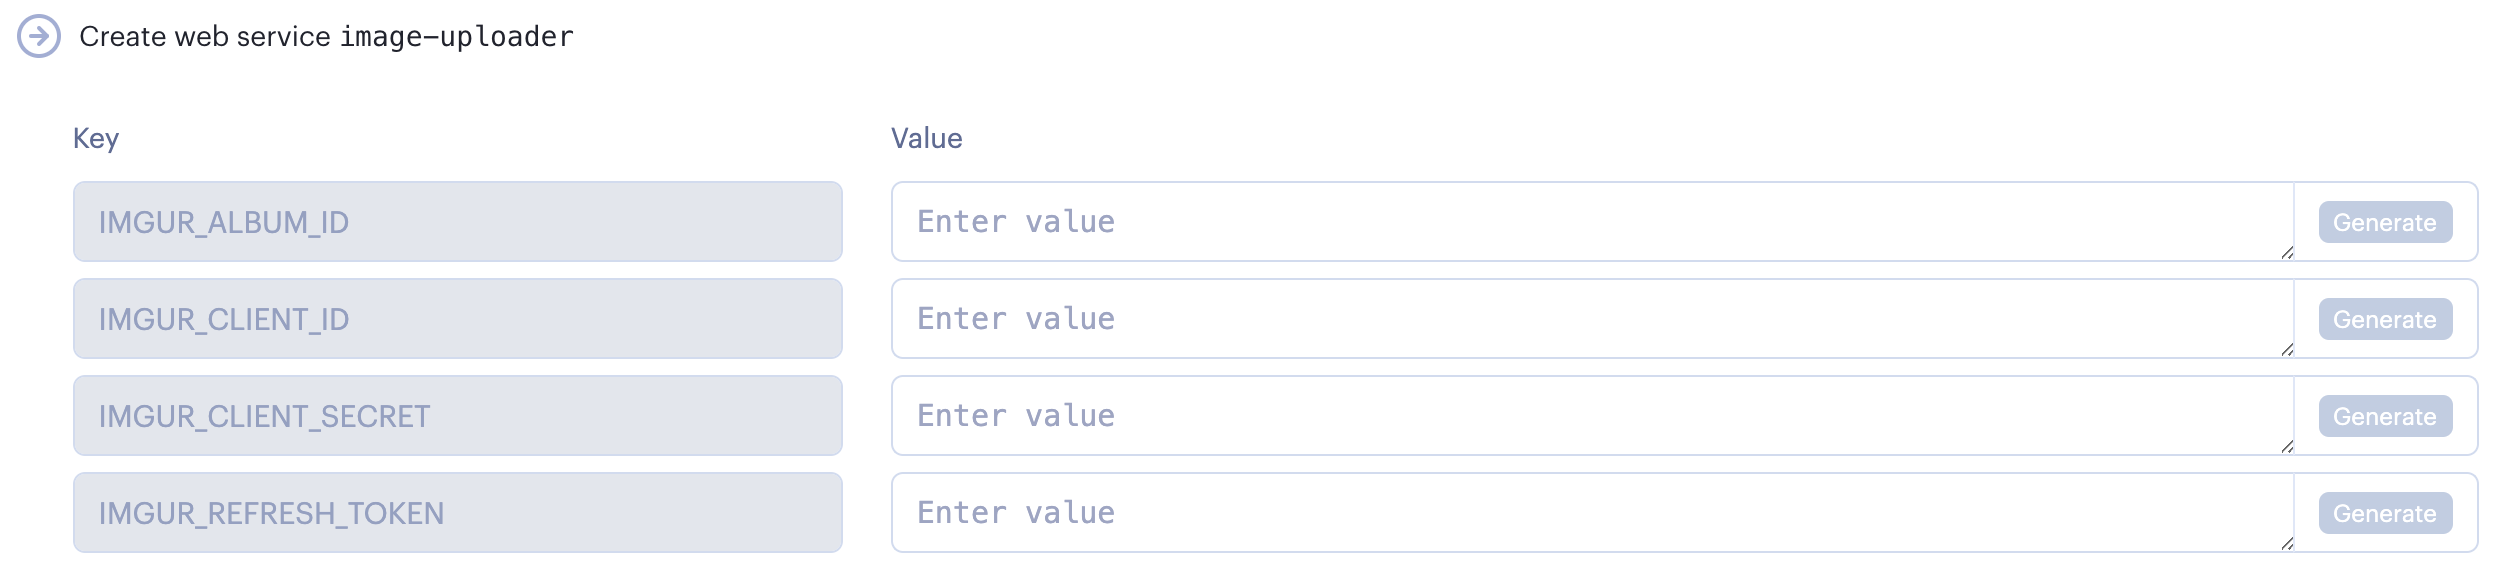 Create web service image-uploader
Key Value
IMGUR_ALBUM_ID Enter value Generate
IMGUR_CLIENT_ID Enter value Generate
IMGUR_CLIENT_SECRET Enter value Generate
IMGUR_REFRESH_TOKEN Enter value Generate